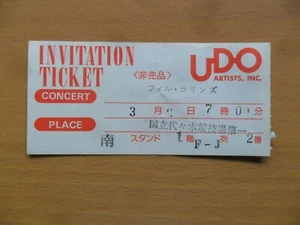 INVITATION
TICKET
〈非売品〉
UDO
ARTISTS, INC.
CONCERT
フィル・コリンズ
3月 日 7時 分
PLACE
国立代々木競技場第一
南 スタンド 1階 列 2番
F-J